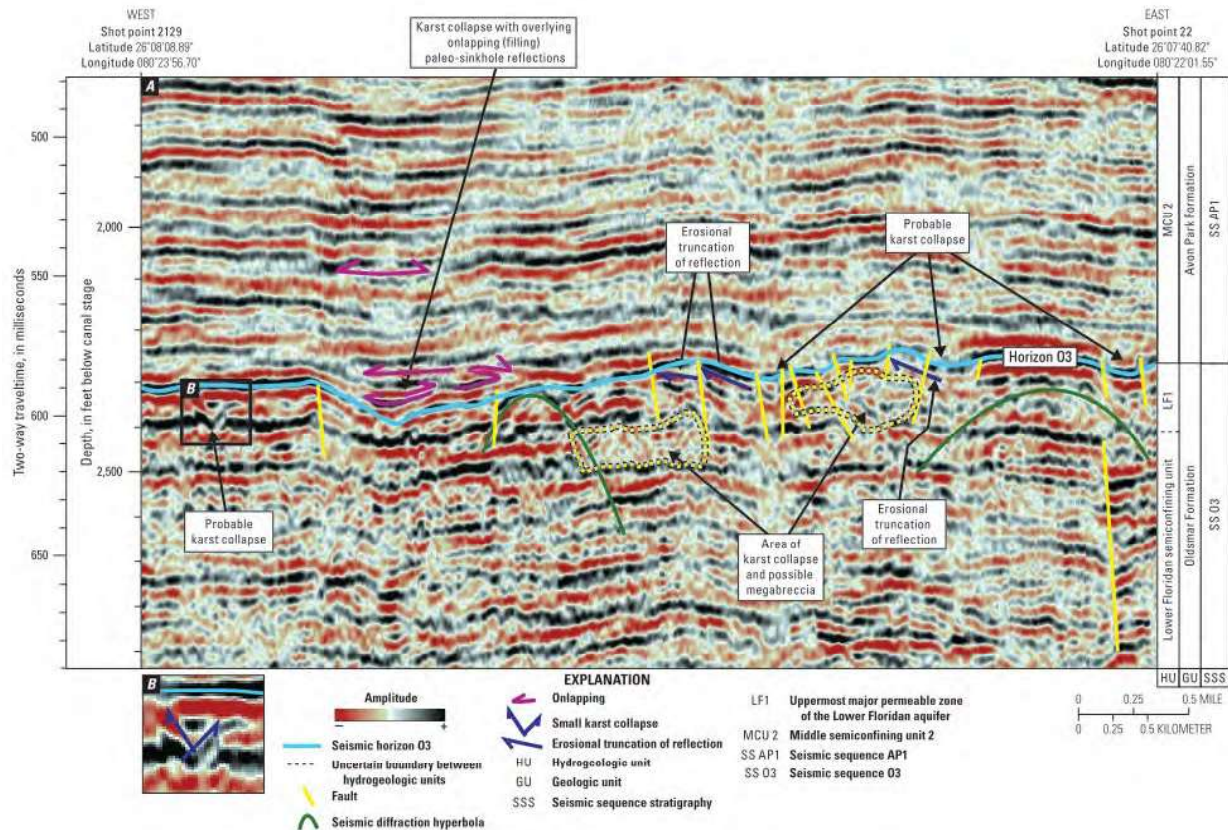 WEST
Shot point 2129
Latitude 26°08'08.89"
Longitude 080°23'56.70"
Karst collapse with overlying
onlapping (filling)
paleo-sinkhole reflections
EAST
Shot point 22
Latitude 26°07'40.82"
Longitude 080°22'01.55"
A
Two-way traveltime, in milliseconds
500
550
600
650
Depth, in feet below canal stage
2,000
2,500
Erosional
truncation
of reflection
Probable
karst collapse
Horizon O3
B
Probable
karst collapse
Area of
karst collapse
and possible
megabreccia
Erosional
truncation
of reflection
MCU 2
LF1
Lower Floridan semiconfining unit
Avon Park Formation
Oldsmar Formation
SS AP1
SS O3
HU
GU
SSS
B
EXPLANATION
Amplitude
– +
Seismic horizon O3
Uncertain boundary between
hydrogeologic units
Fault
Seismic diffraction hyperbola
Onlapping
Small karst collapse
Erosional truncation of reflection
HU Hydrogeologic unit
GU Geologic unit
SSS Seismic sequence stratigraphy
LF1 Uppermost major permeable zone
of the Lower Floridan aquifer
MCU 2 Middle semiconfining unit 2
SS AP1 Seismic sequence AP1
SS O3 Seismic sequence O3
0 0.25 0.5 MILE
0 0.25 0.5 KILOMETER